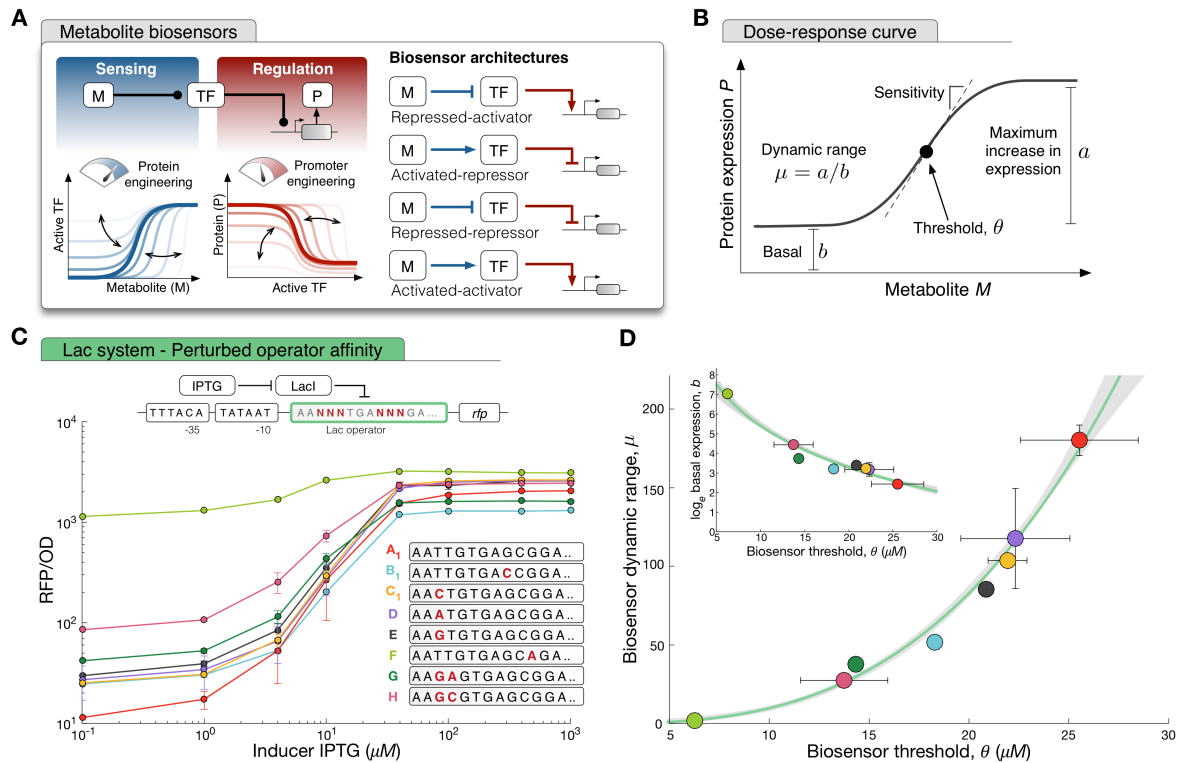 A
Metabolite biosensors
Sensing
Regulation
M
TF
P
Protein
engineering
Promoter
engineering
Active TF
Metabolite (M)
Protein (P)
Active TF
Biosensor architectures
M
TF
Repressed-activator
M
TF
Activated-repressor
M
TF
Repressed-repressor
M
TF
Activated-activator
B
Dose-response curve
Protein expression P
Sensitivity
Dynamic range
μ = a/b
Maximum
increase in
expression
a
Threshold, θ
Basal
b
Metabolite M
C
Lac system - Perturbed operator affinity
IPTG
LacI
TTTACA
TATAAT
AANNNTGANNNGA...
rfp
-35
-10
Lac operator
RFP/OD
10⁴
10³
10²
10¹
10⁻¹
10⁰
10¹
10²
10³
Inducer IPTG (μM)
A₁ AATTGTGAGCGGA..
B₁ AATTGTGACCGGA..
C₁ AACTGTGAGCGGA..
D AAATGTGAGCGGA..
E AAGTGTGAGCGGA..
F AATTGTGAGCAGA..
G AAGAGTGAGCGGA..
H AAGCGTGAGCGGA..
D
Biosensor dynamic range, μ
200
150
100
50
0
5
10
15
20
25
30
Biosensor threshold, θ (μM)
logₑ basal expression, b
8
7
6
5
4
3
2
1
0
10
15
20
25
30
Biosensor threshold, θ (μM)